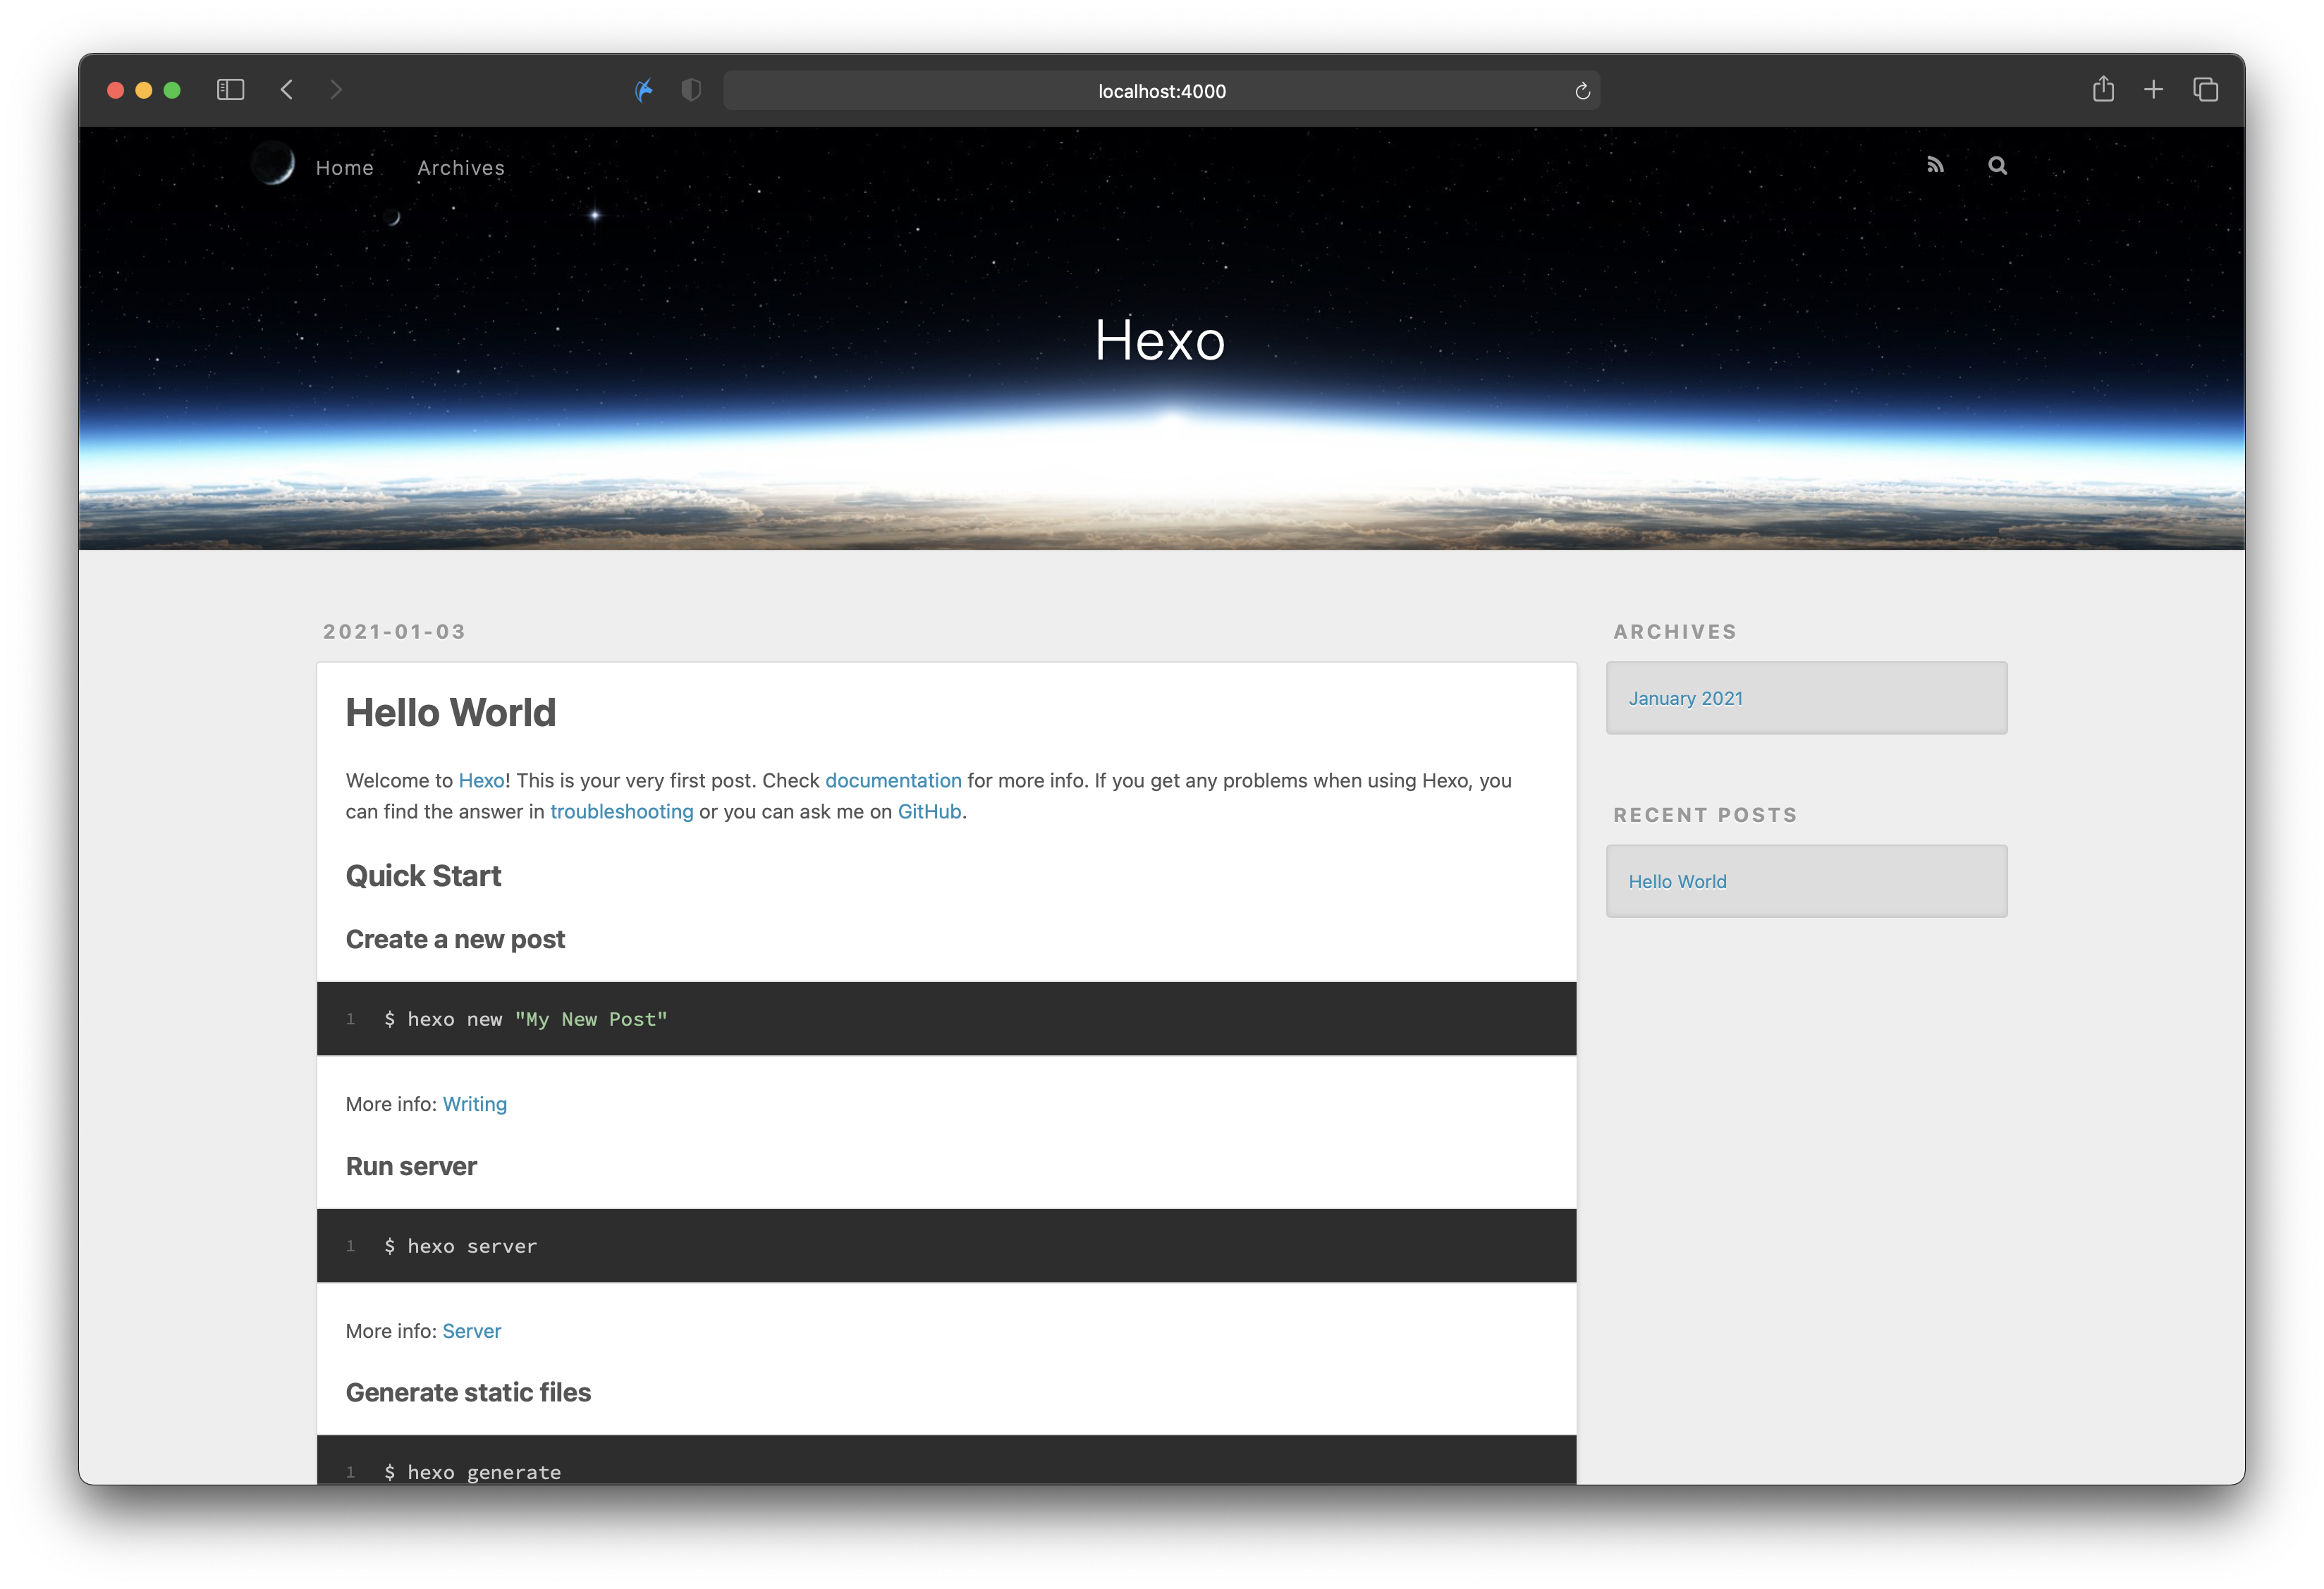 localhost:4000
Home Archives
Hexo
2021-01-03
Hello World
Welcome to Hexo! This is your very first post. Check documentation for more info. If you get any problems when using Hexo, you
can find the answer in troubleshooting or you can ask me on GitHub.
Quick Start
Create a new post
1 $ hexo new "My New Post"
More info: Writing
Run server
1 $ hexo server
More info: Server
Generate static files
1 $ hexo generate
ARCHIVES
January 2021
RECENT POSTS
Hello World